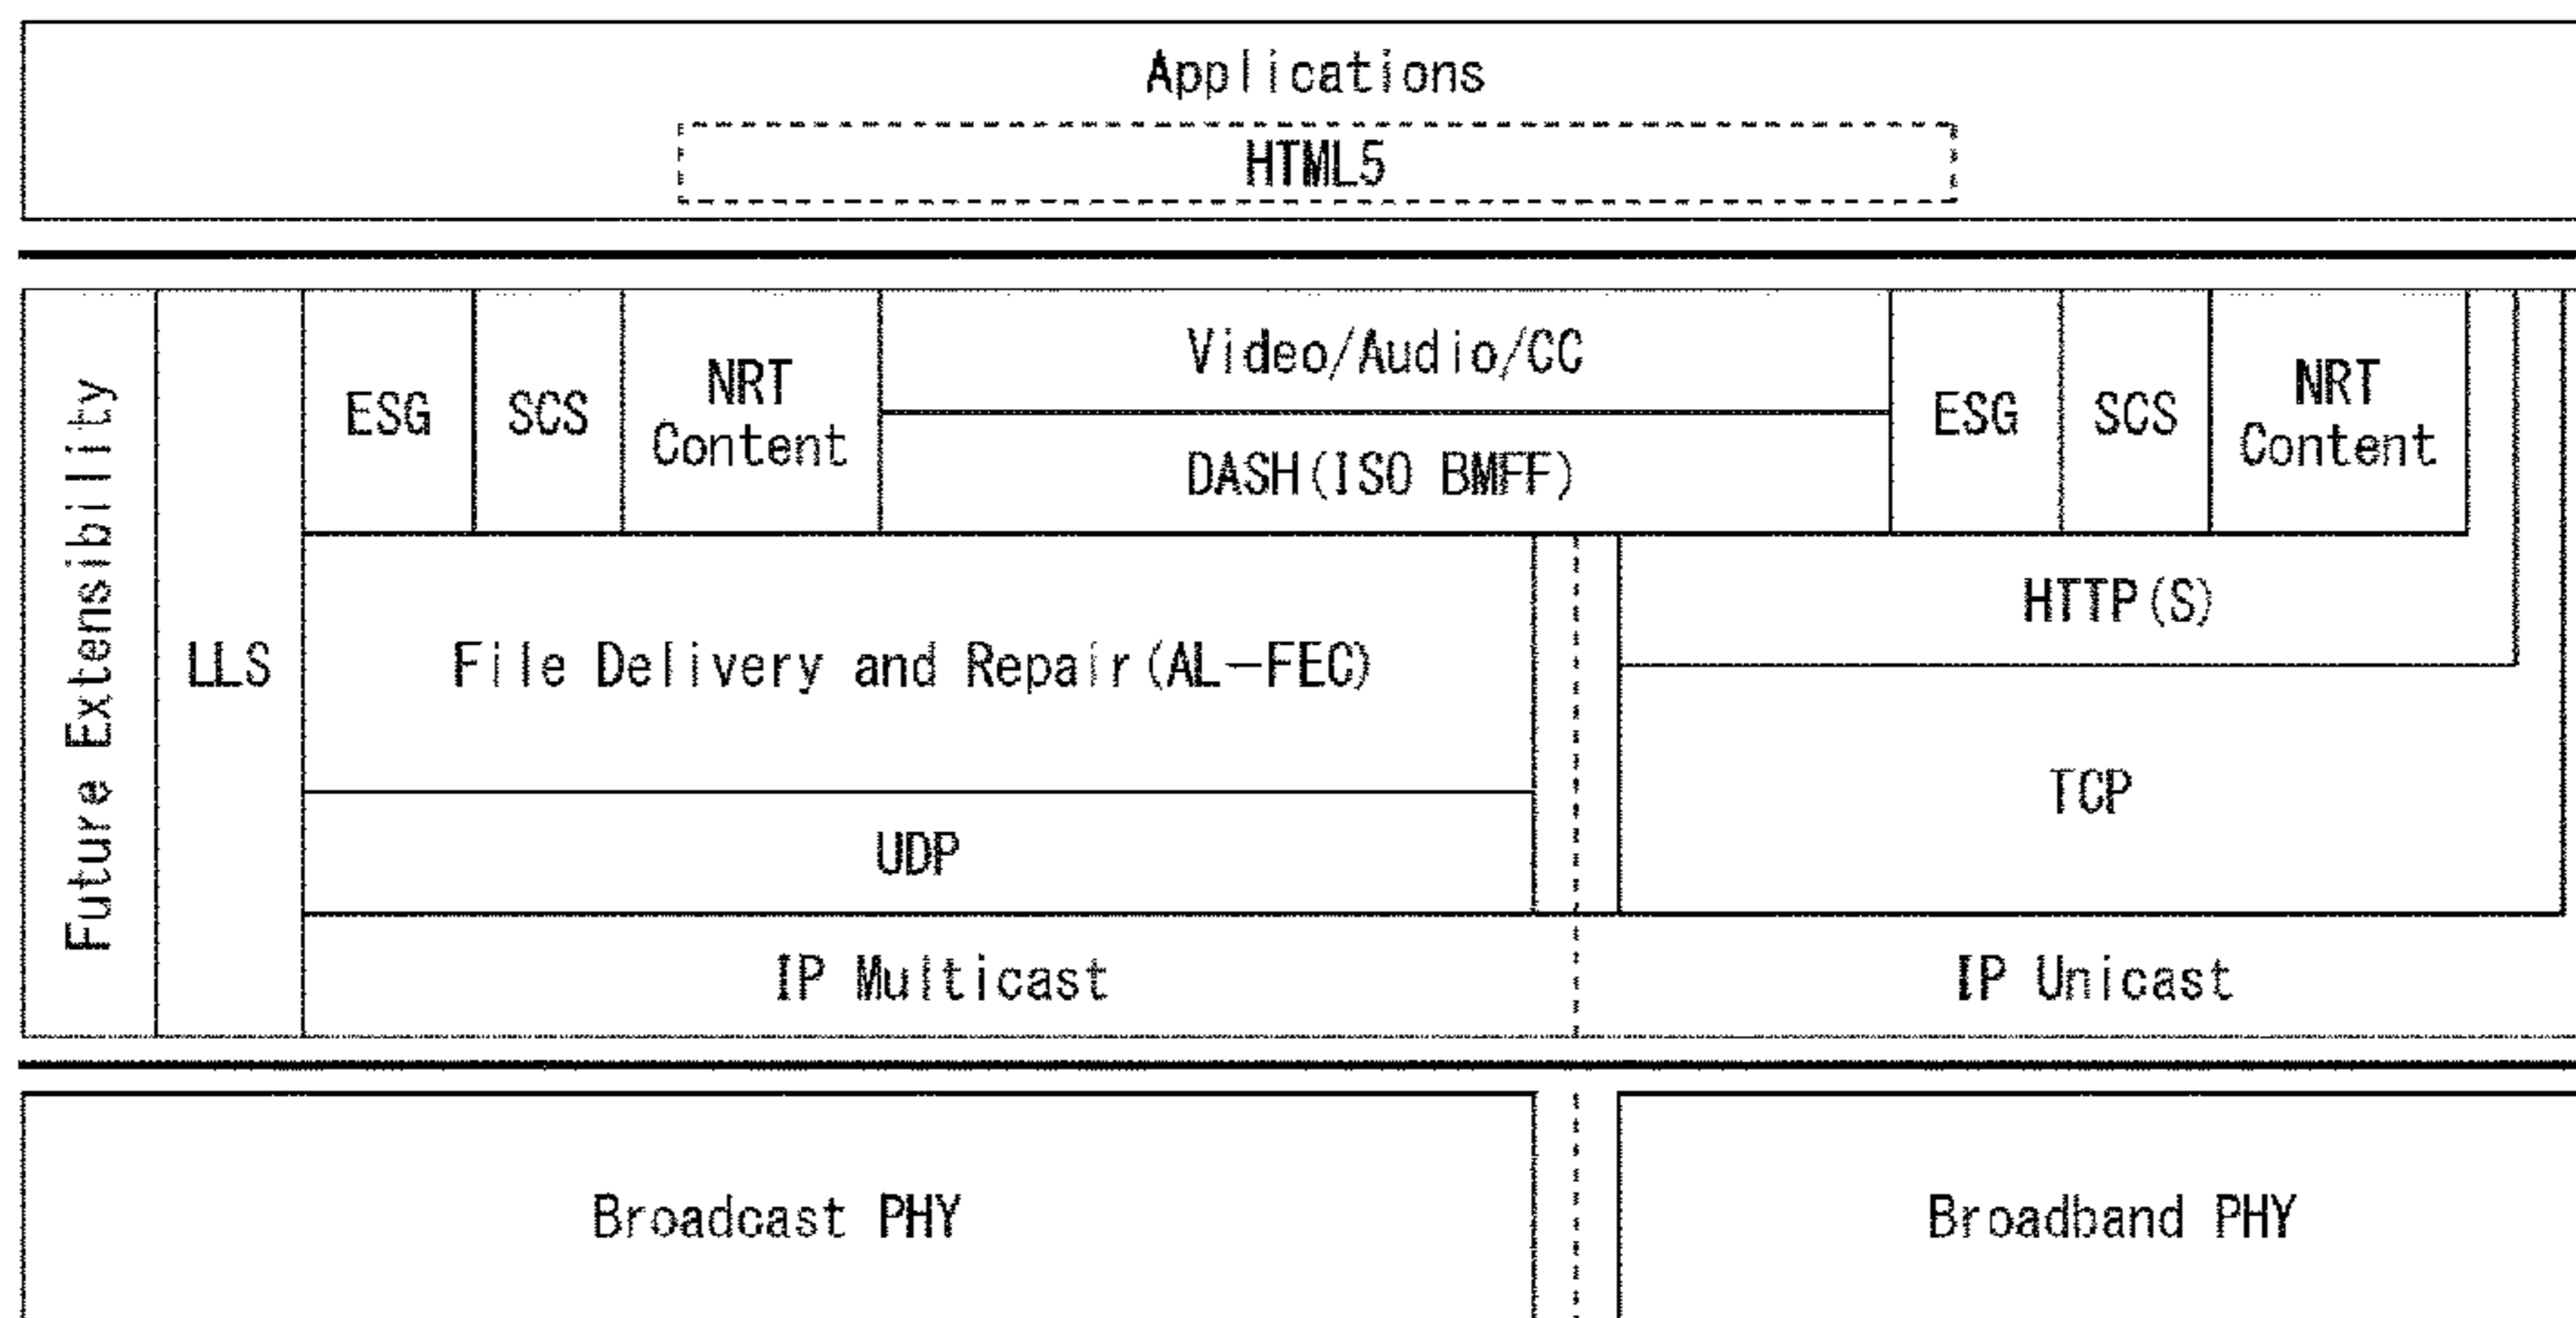 Applications
HTML5
Future Extensibility
LLS
ESG
SCS
NRT
Content
Video/Audio/CC
DASH(ISO BMFF)
ESG
SCS
NRT
Content
File Delivery and Repair(AL-FEC)
HTTP(S)
TCP
UDP
IP Multicast
IP Unicast
Broadcast PHY
Broadband PHY